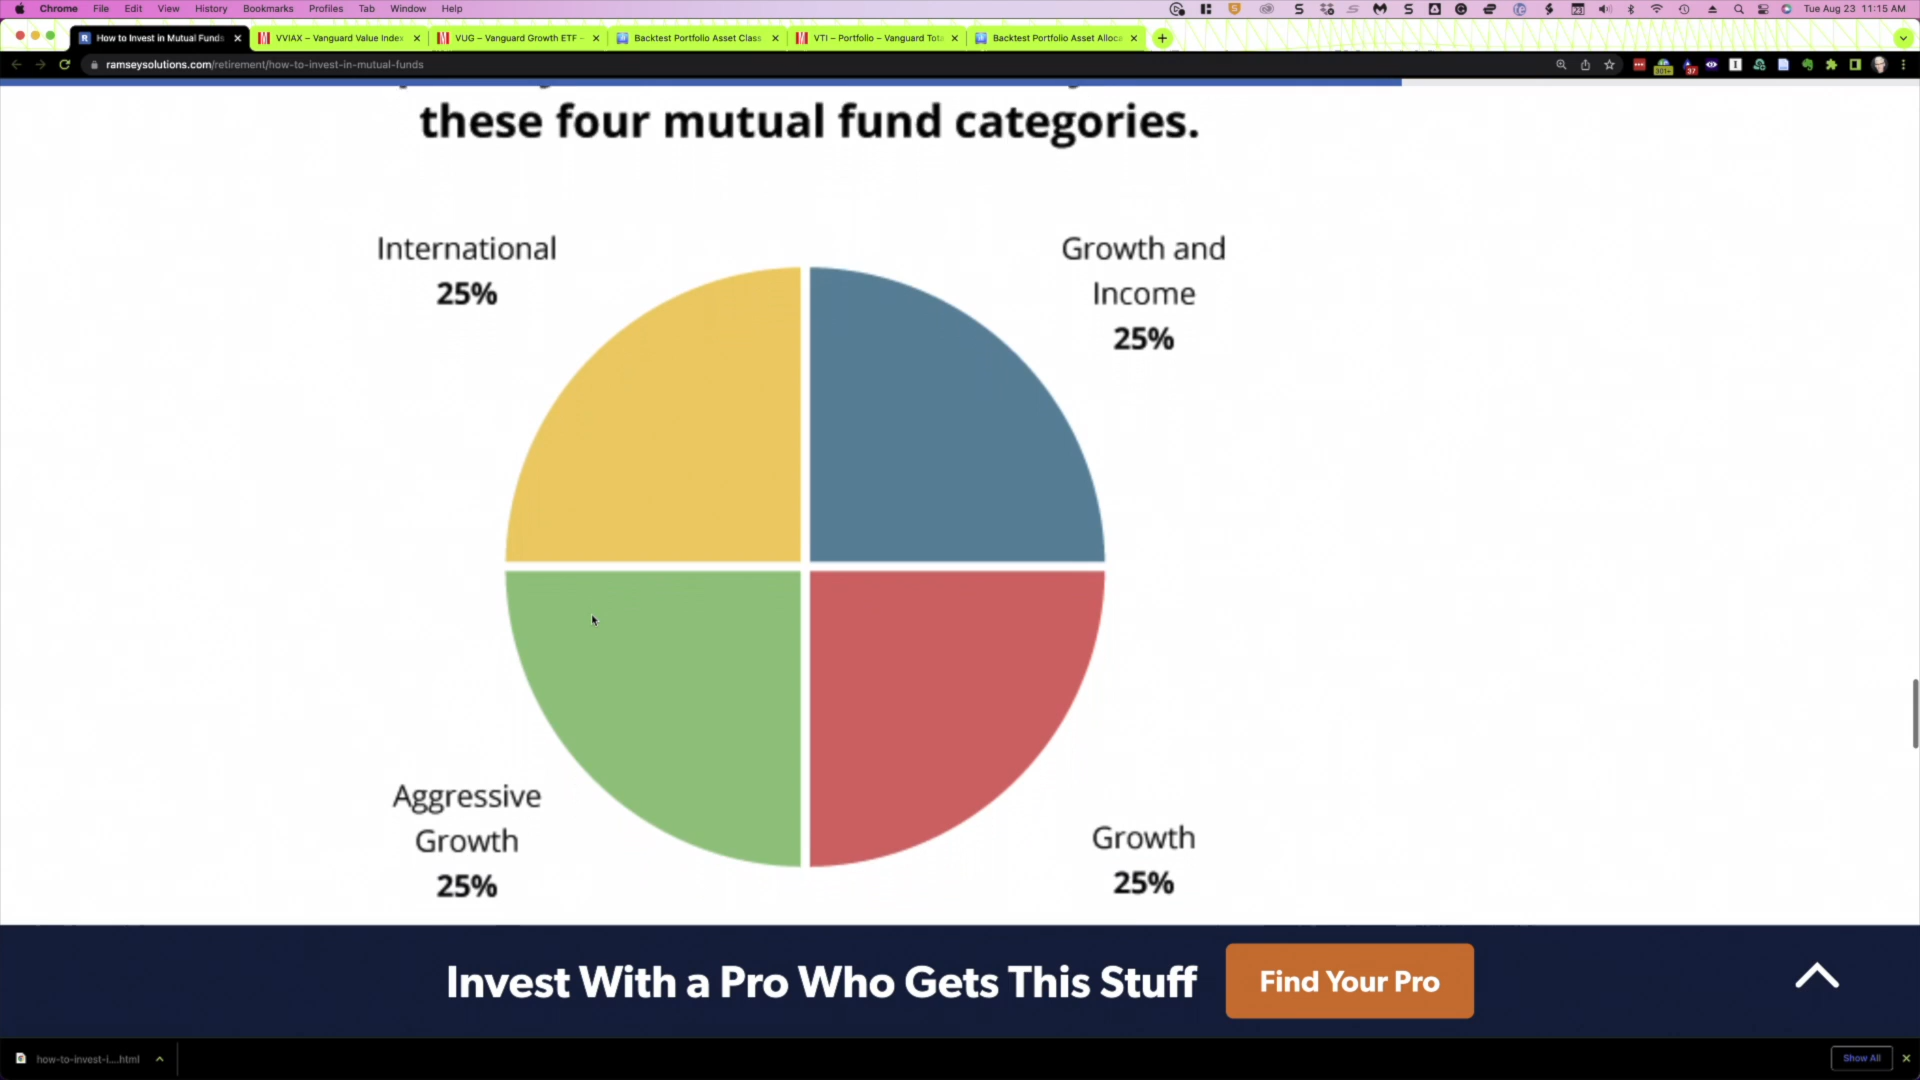 Chrome File Edit View History Bookmarks Profiles Tab Window Help
Tue Aug 23 11:15 AM
How to Invest in Mutual Funds
VVIAX – Vanguard Value Index
VUG – Vanguard Growth ETF -
Backtest Portfolio Asset Class
VTI – Portfolio – Vanguard Tota
Backtest Portfolio Asset Alloca
ramseysolutions.com/retirement/how-to-invest-in-mutual-funds
these four mutual fund categories.
International
25%
Growth and
Income
25%
Aggressive
Growth
25%
Growth
25%
Invest With a Pro Who Gets This Stuff
Find Your Pro
how-to-invest-i....html
Show All